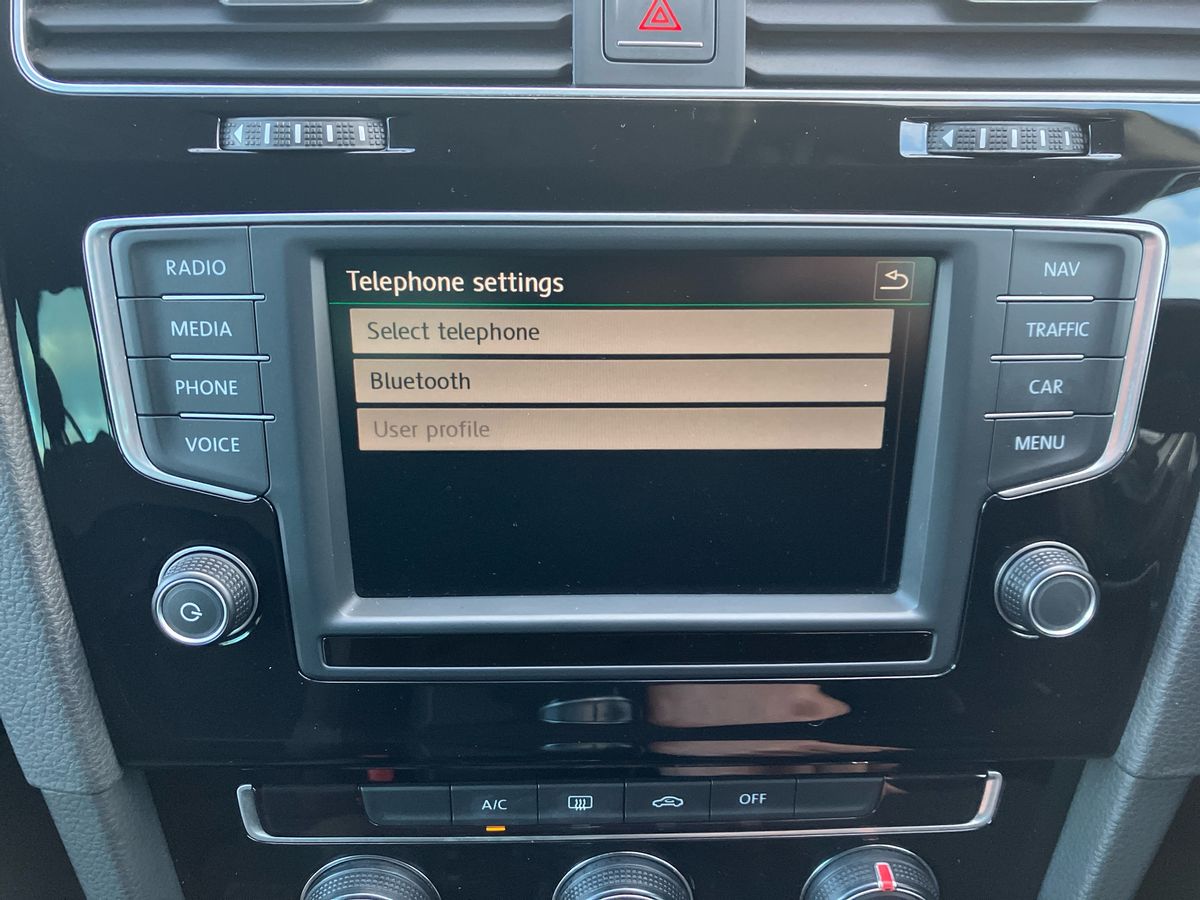 RADIO
MEDIA
PHONE
VOICE
Telephone settings
Select telephone
Bluetooth
User profile
NAV
TRAFFIC
CAR
MENU
A/C
OFF